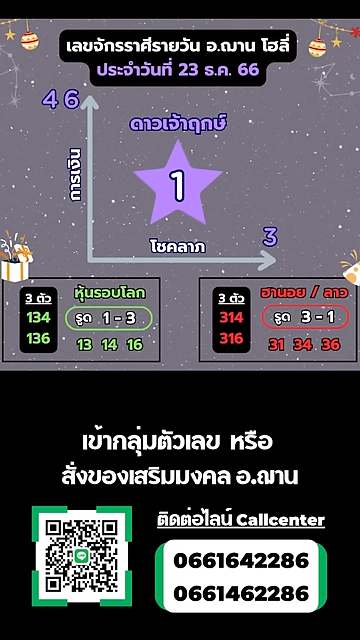 เลขจักรราศีรายวัน อ.ฌาน โฮลี่
ประจำวันที่ 23 ธ.ค. 66
4 6
ดาวเจ้าฤกษ์
การเงิน
1
โชคลาภ
3
3 ตัว
134
136
หุ้นรอบโลก
รูด 1 - 3
13 14 16
3 ตัว
314
316
ฮานอย / ลาว
รูด 3 - 1
31 34 36
เข้ากลุ่มตัวเลข หรือ
สั่งของเสริมมงคล อ.ฌาน
ติดต่อไลน์ Callcenter
0661642286
0661462286